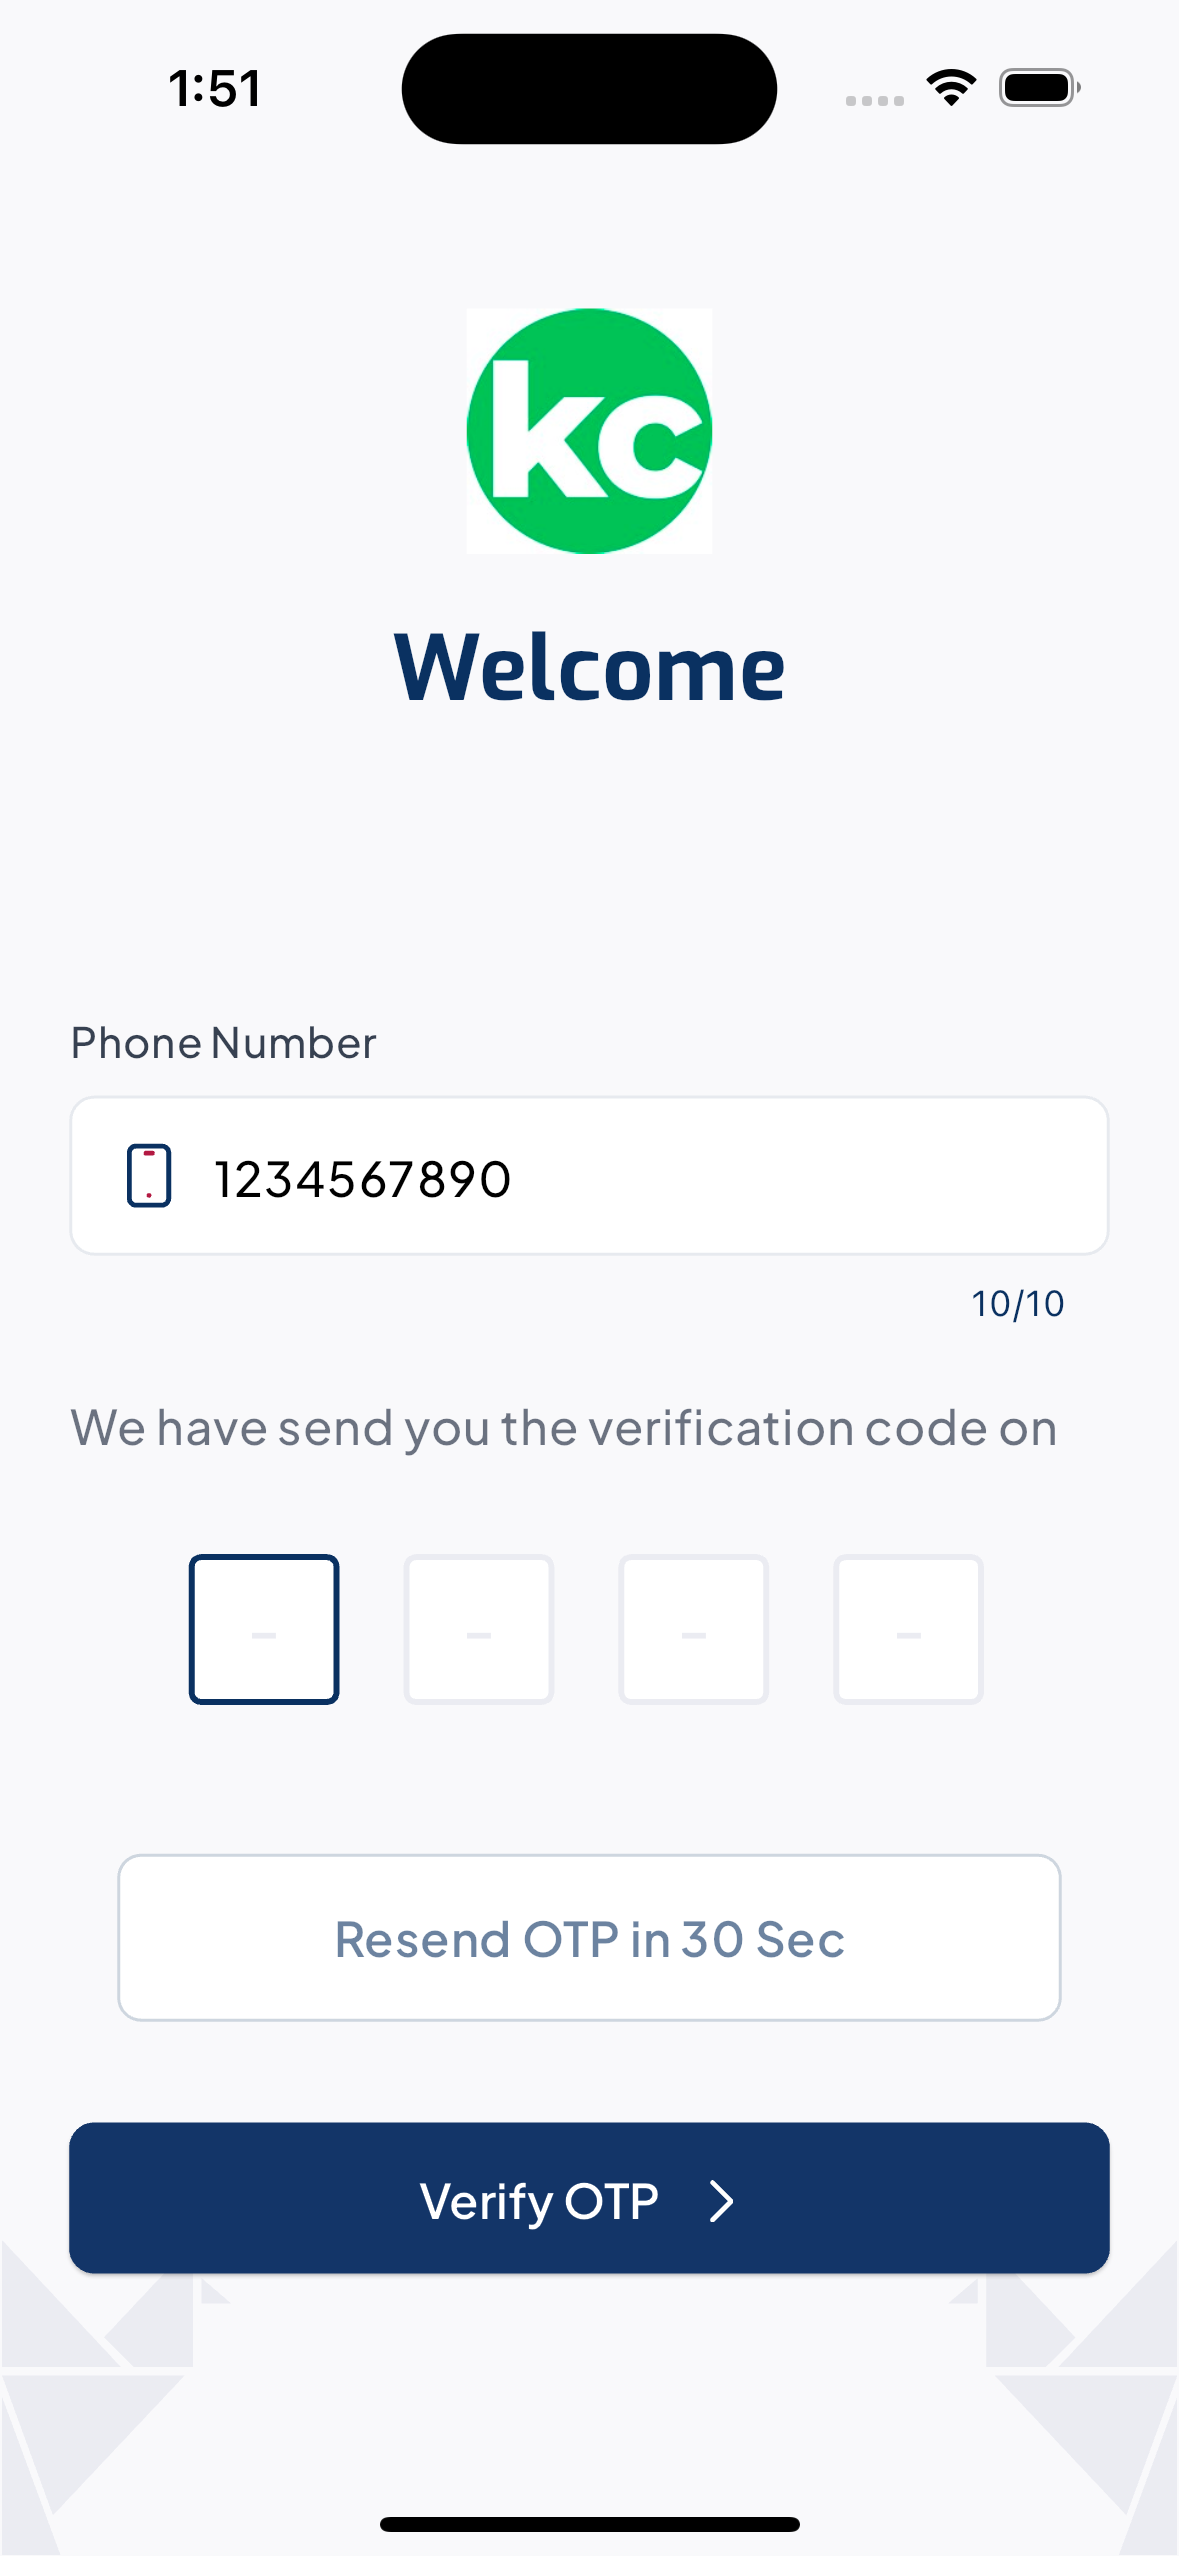 1:51
kc
Welcome
Phone Number
1234567890
10/10
We have send you the verification code on
-
-
-
-
Resend OTP in 30 Sec
Verify OTP